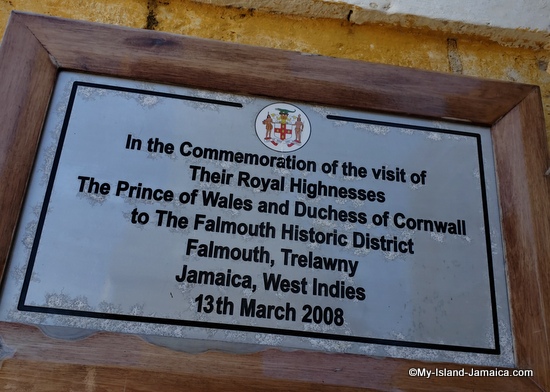 In the Commemoration of the visit of
Their Royal Highnesses
The Prince of Wales and Duchess of Cornwall
to The Falmouth Historic District
Falmouth, Trelawny
Jamaica, West Indies
13th March 2008
©My-Island-Jamaica.com